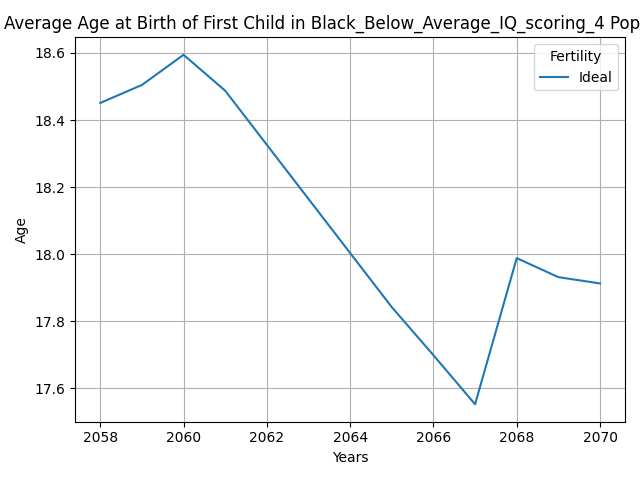 Average Age at Birth of First Child in Black_Below_Average_IQ_scoring_4 Pop
Fertility
Ideal
18.6
18.4
18.2
18.0
17.8
17.6
Age
2058 2060 2062 2064 2066 2068 2070
Years